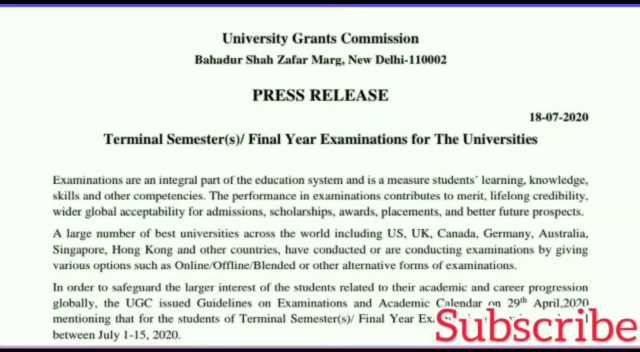 University Grants Commission
Bahadur Shah Zafar Marg, New Delhi-110002
PRESS RELEASE
18-07-2020
Terminal Semester(s)/ Final Year Examinations for The Universities
Examinations are an integral part of the education system and is a measure students' learning, knowledge,
skills and other competencies. The performance in examinations contributes to merit, lifelong credibility,
wider global acceptability for admissions, scholarships, awards, placements, and better future prospects.
A large number of best universities across the world including US, UK, Canada, Germany, Australia,
Singapore, Hong Kong and other countries, have conducted or are conducting examinations by giving
various options such as Online/Offline/Blended or other alternative forms of examinations.
In order to safeguard the larger interest of the students related to their academic and career progression
globally, the UGC issued Guidelines on Examinations and Academic Calendar on 29th April,2020
mentioning that for the students of Terminal Semester(s)/ Final Year
between July 1-15, 2020.
Subscribe